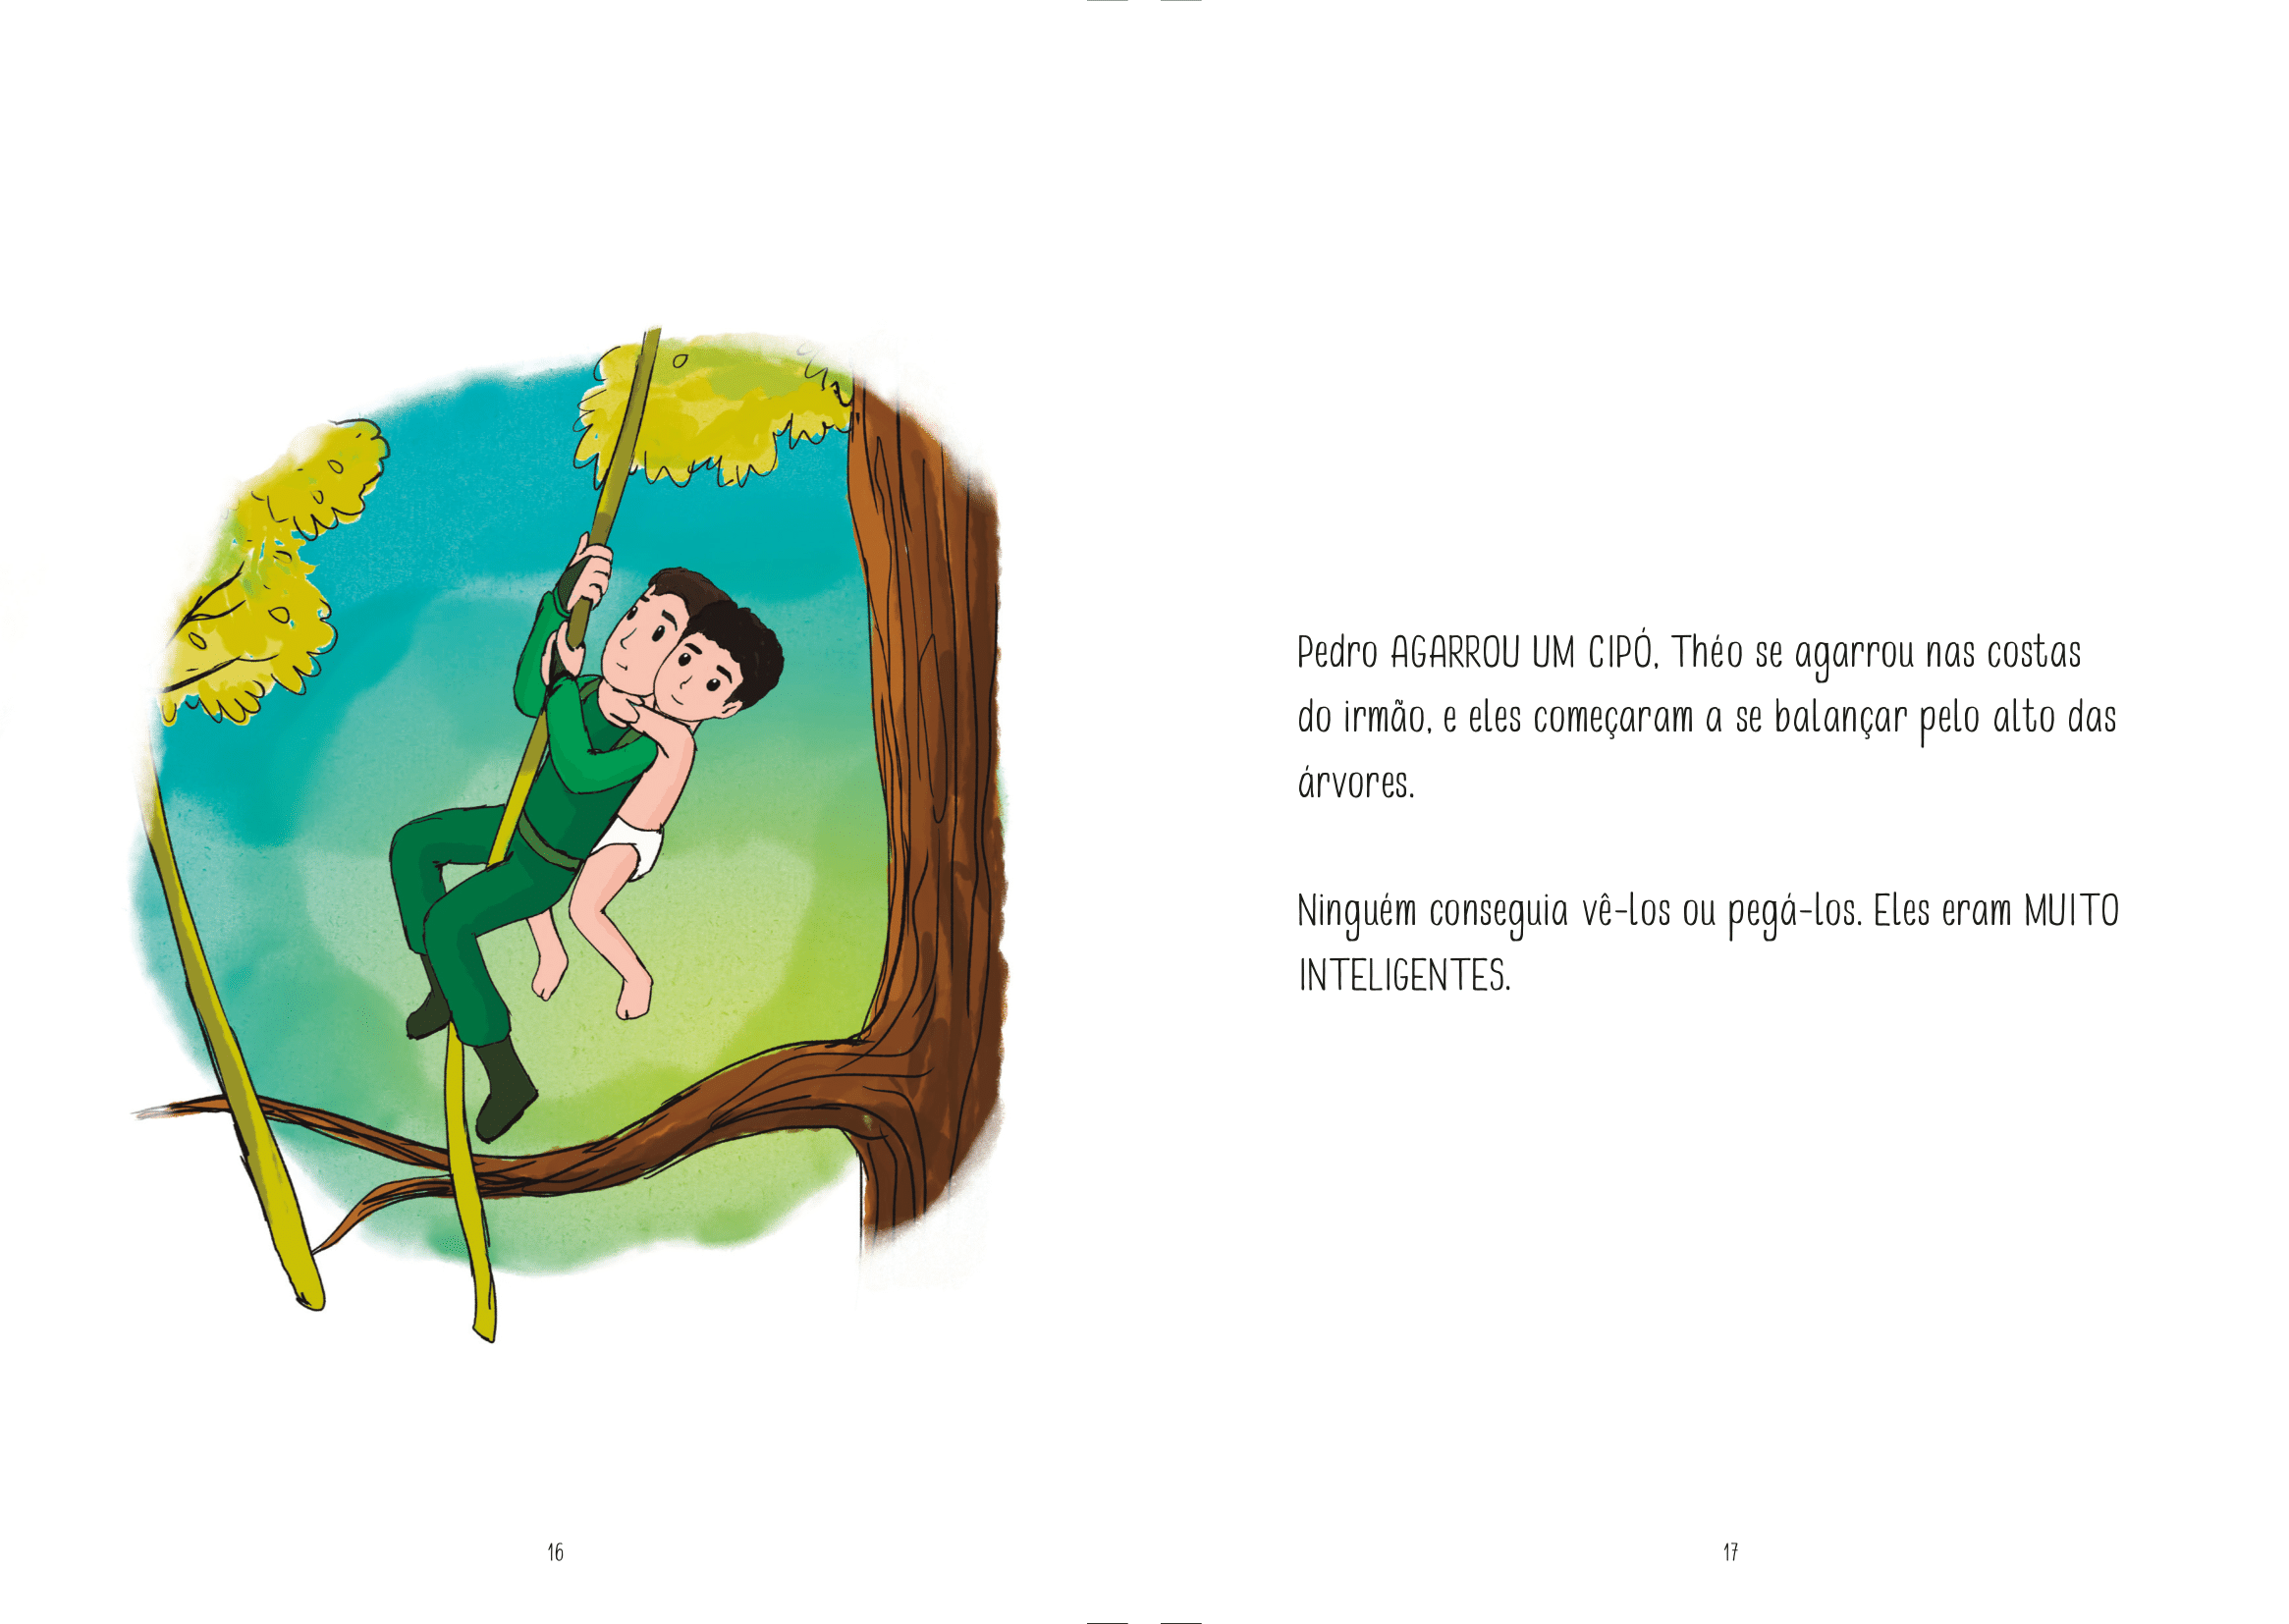 Pedro AGARROU UM CIPÓ, Théo se agarrou nas costas
do irmão, e eles começaram a se balançar pelo alto das
árvores.
Ninguém conseguia vê-los ou pegá-los. Eles eram MUITO
INTELIGENTES.
16
17